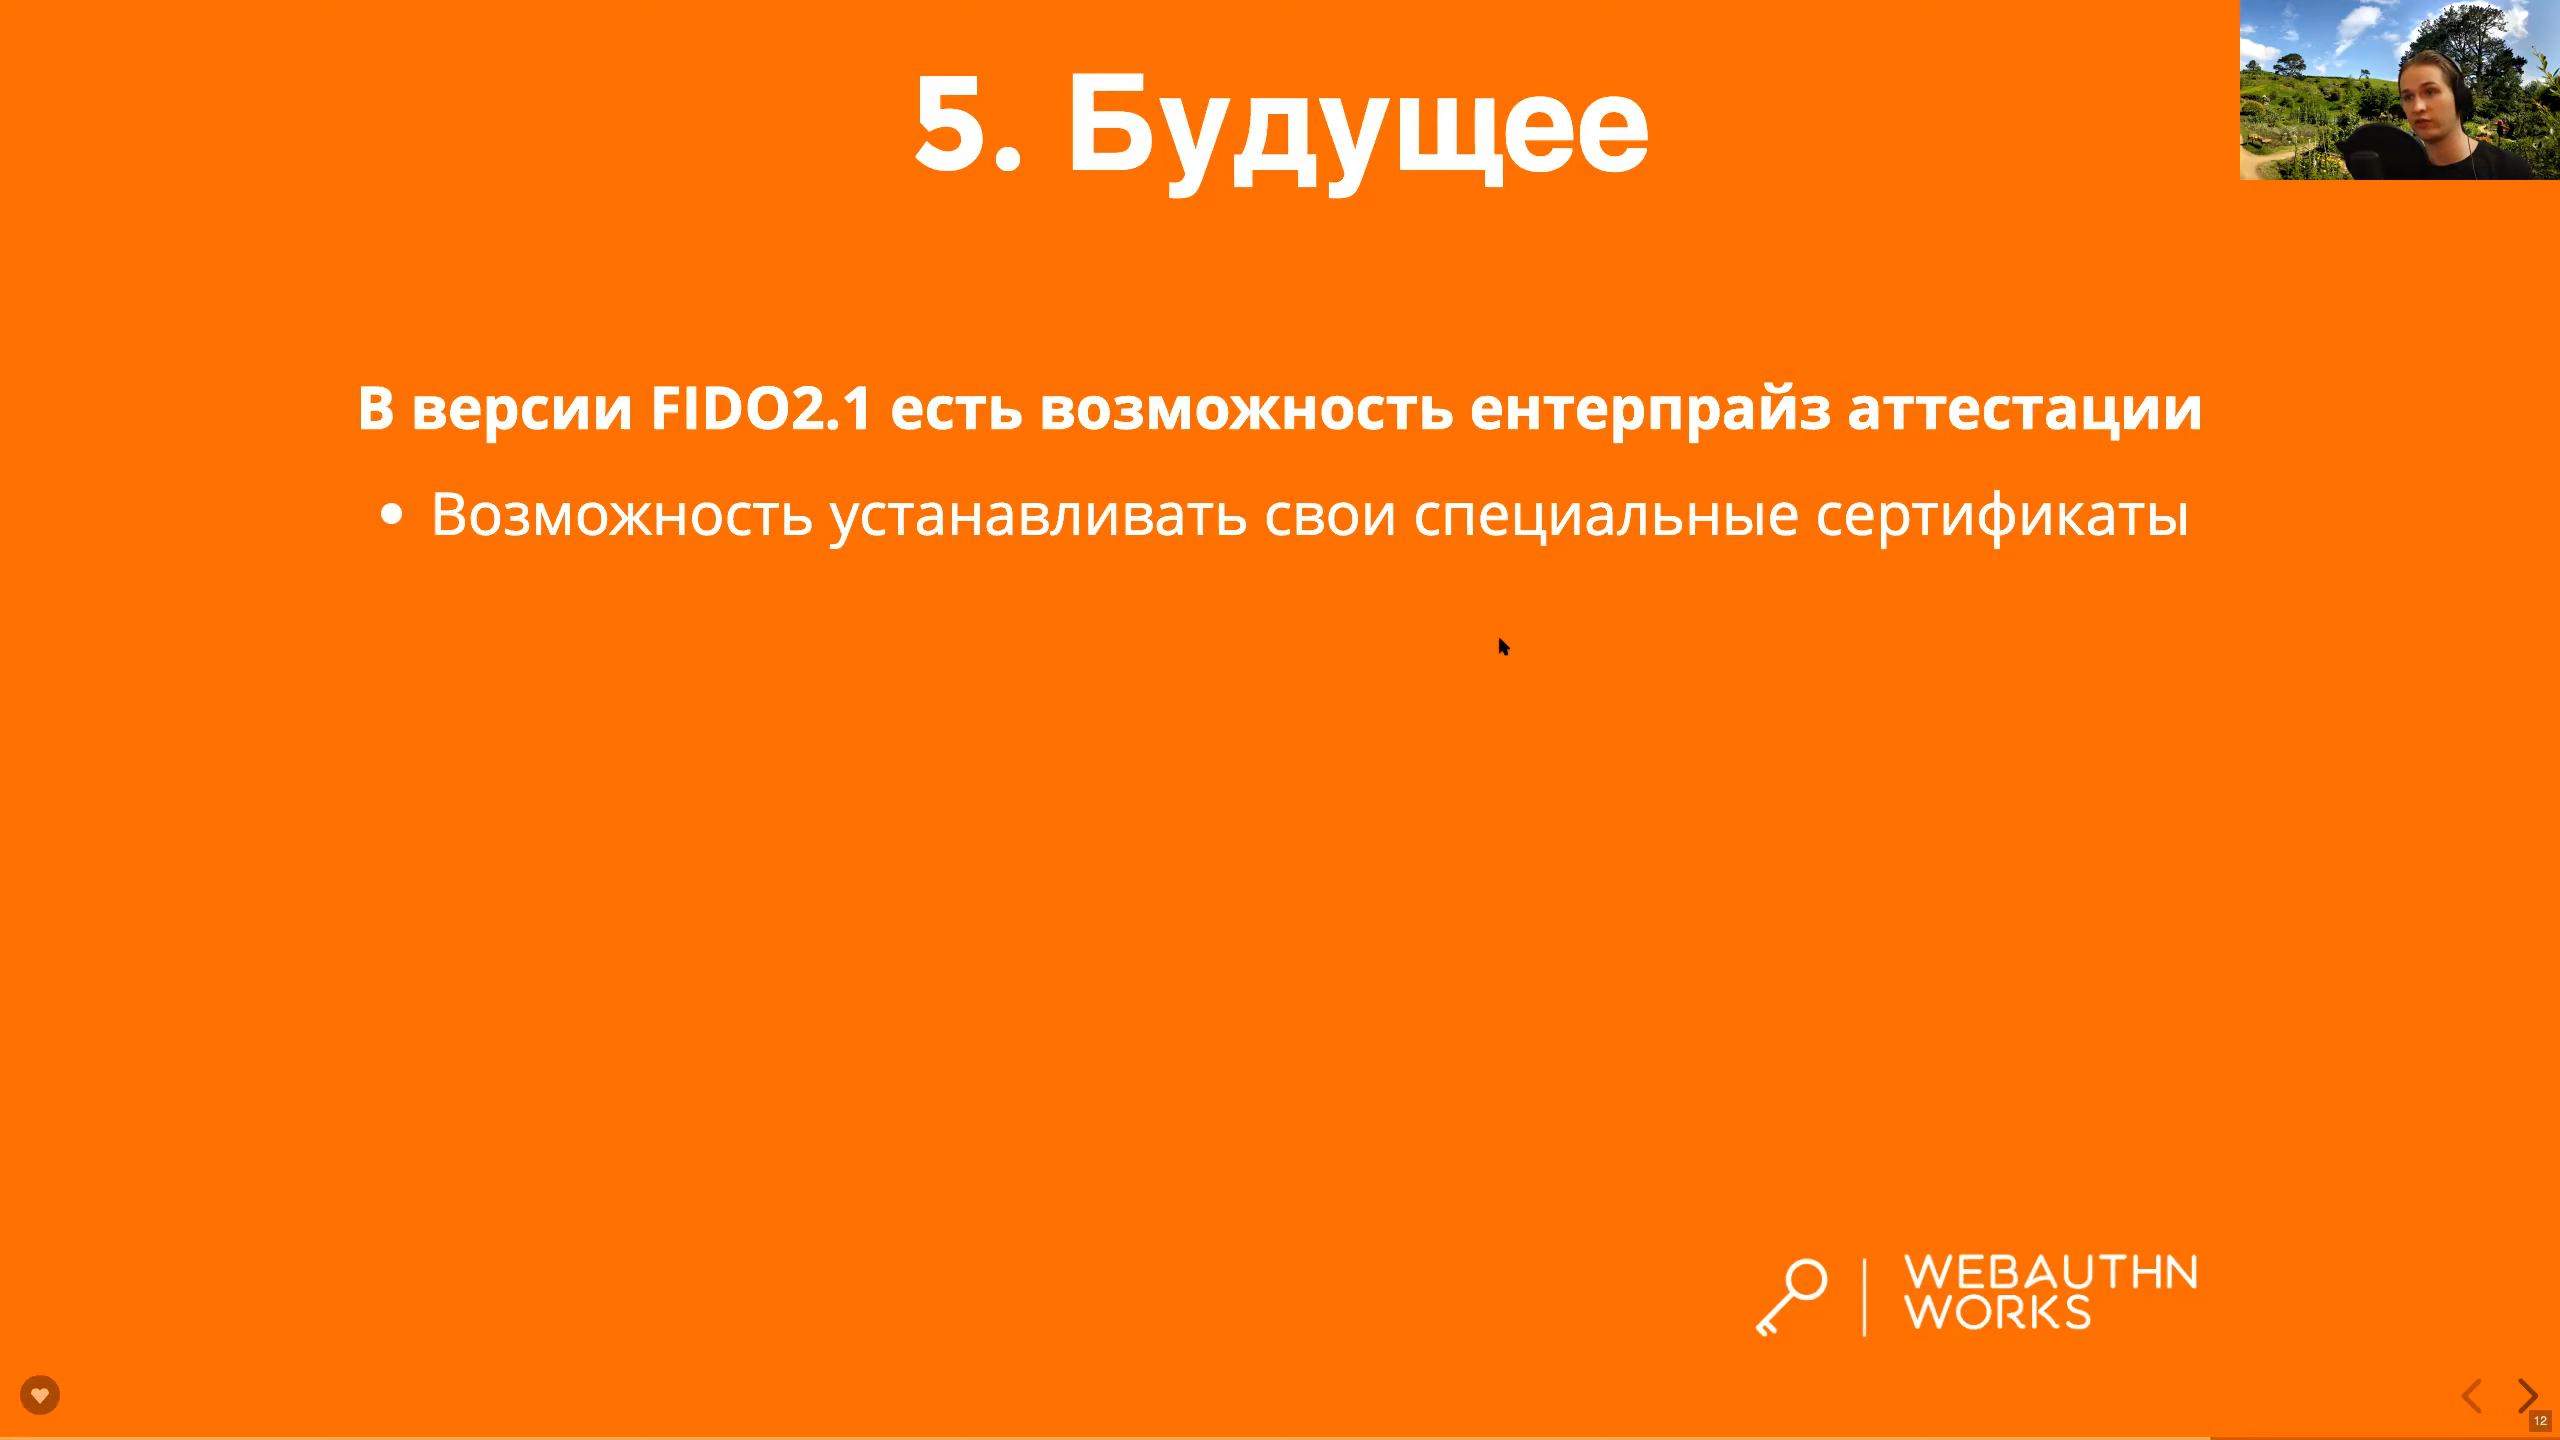 5. Будущее
В версии FIDO2.1 есть возможность ентерпрайз аттестации
• Возможность устанавливать свои специальные сертификаты
WEBAUTHN
WORKS
12